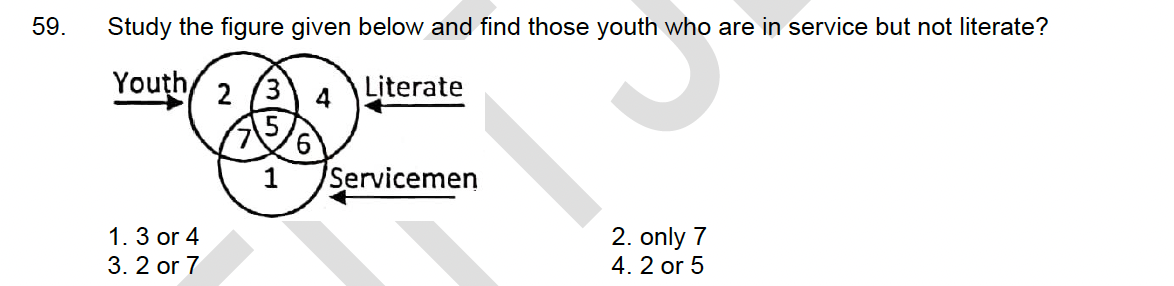 59. Study the figure given below and find those youth who are in service but not literate?
Youth 2 3 4 Literate
7 5 6
1 Servicemen
1. 3 or 4 2. only 7
3. 2 or 7 4. 2 or 5